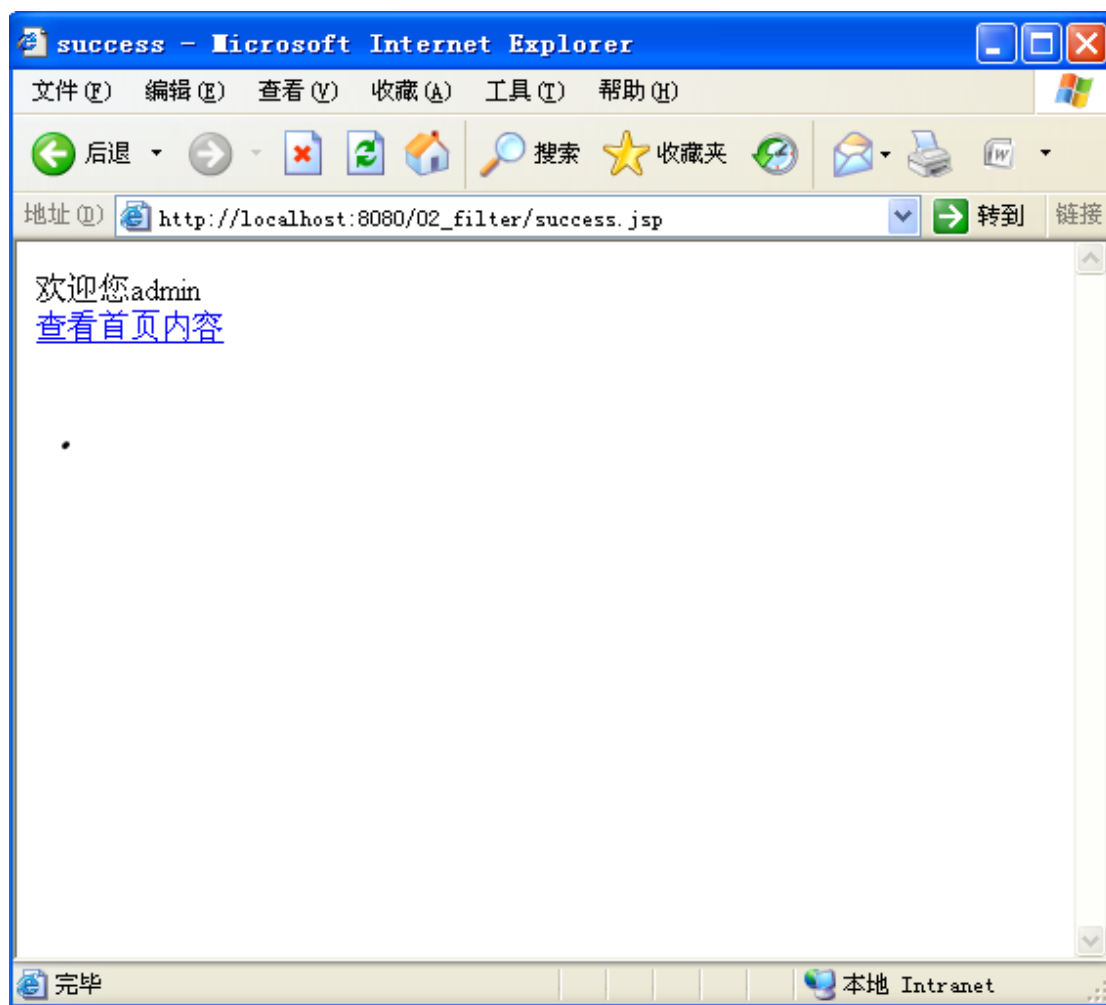 success - Microsoft Internet Explorer
文件(F) 编辑(E) 查看(V) 收藏(A) 工具(T) 帮助(H)
后退 搜索 收藏夹
地址(D) http://localhost:8080/02_filter/success.jsp 转到 链接
欢迎您admin
查看首页内容
完毕 本地 Intranet